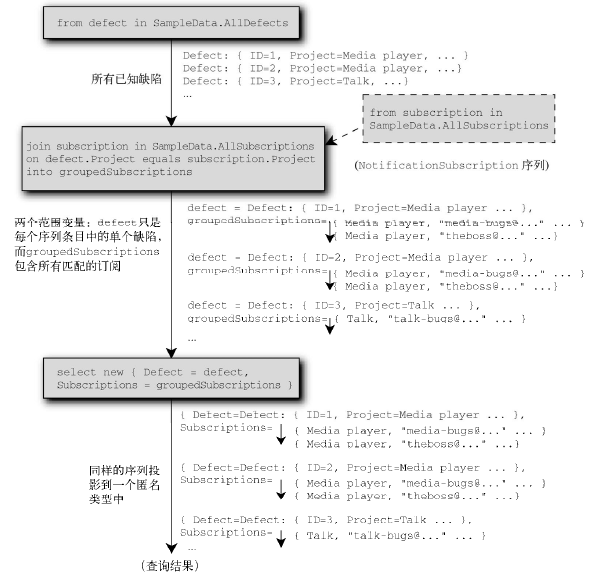 from defect in SampleData.AllDefects
所有已知缺陷
Defect: { ID=1, Project=Media player, ... }
Defect: { ID=2, Project=Media player, ...}
Defect: { ID=3, Project=Talk, ...}
...
from subscription in
SampleData.AllSubscriptions
(NotificationSubscription 序列)
join subscription in SampleData.AllSubscriptions
on defect.Project equals subscription.Project
into groupedSubscriptions
两个范围变量：defect只是
每个序列条目中的单个缺陷，
而groupedSubscriptions
包含所有匹配的订阅
defect = Defect: { ID=1, Project=Media player ... },
groupedSubscriptions= { Media player, "media-bugs@..." ... }
{ Media player, "theboss@..." ... }
defect = Defect: { ID=2, Project=Media player ... },
groupedSubscriptions= { Media player, "media-bugs@..." ... }
{ Media player, "theboss@..." ... }
defect = Defect: { ID=3, Project=Talk ... },
groupedSubscriptions= { Talk, "talk-bugs@..." ... }
...
select new { Defect = defect,
Subscriptions = groupedSubscriptions }
同样的序列投
影到一个匿名
类型中
{ Defect=Defect: { ID=1, Project=Media player ... },
Subscriptions= { Media player, "media-bugs@..." ... }
{ Media player, "theboss@..." ...}
{ Defect=Defect: { ID=2, Project=Media player ... },
Subscriptions= { Media player, "media-bugs@..." ... }
{ Media player, "theboss@..." ... }
{ Defect=Defect: { ID=3, Project=Talk ... },
Subscriptions= { Talk, "talk-bugs@..." ... }
...
(查询结果)